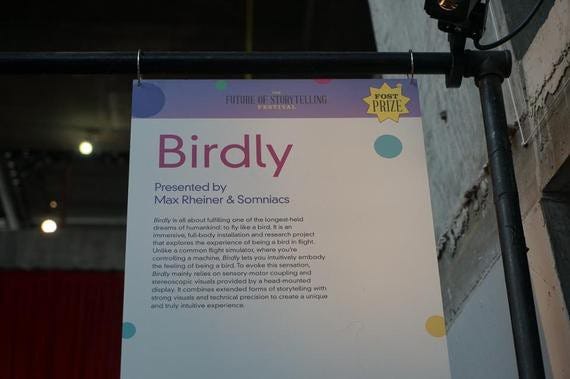 THE
FUTURE OF STORYTELLING
FESTIVAL
FOST
PRIZE
Birdly
Presented by
Max Rheiner & Somniacs
Birdly is all about fulfilling one of the longest-held
dreams of humankind: to fly like a bird. It is an
immersive, full-body installation and research project
that explores the experience of being a bird in flight.
Unlike a common flight simulator, where you're
controlling a machine, Birdly lets you intuitively embody
the feeling of being a bird. To evoke this sensation,
Birdly mainly relies on sensory-motor coupling and
stereoscopic visuals provided by a head-mounted
display. It combines extended forms of storytelling with
strong visuals and technical precision to create a unique
and truly intuitive experience.